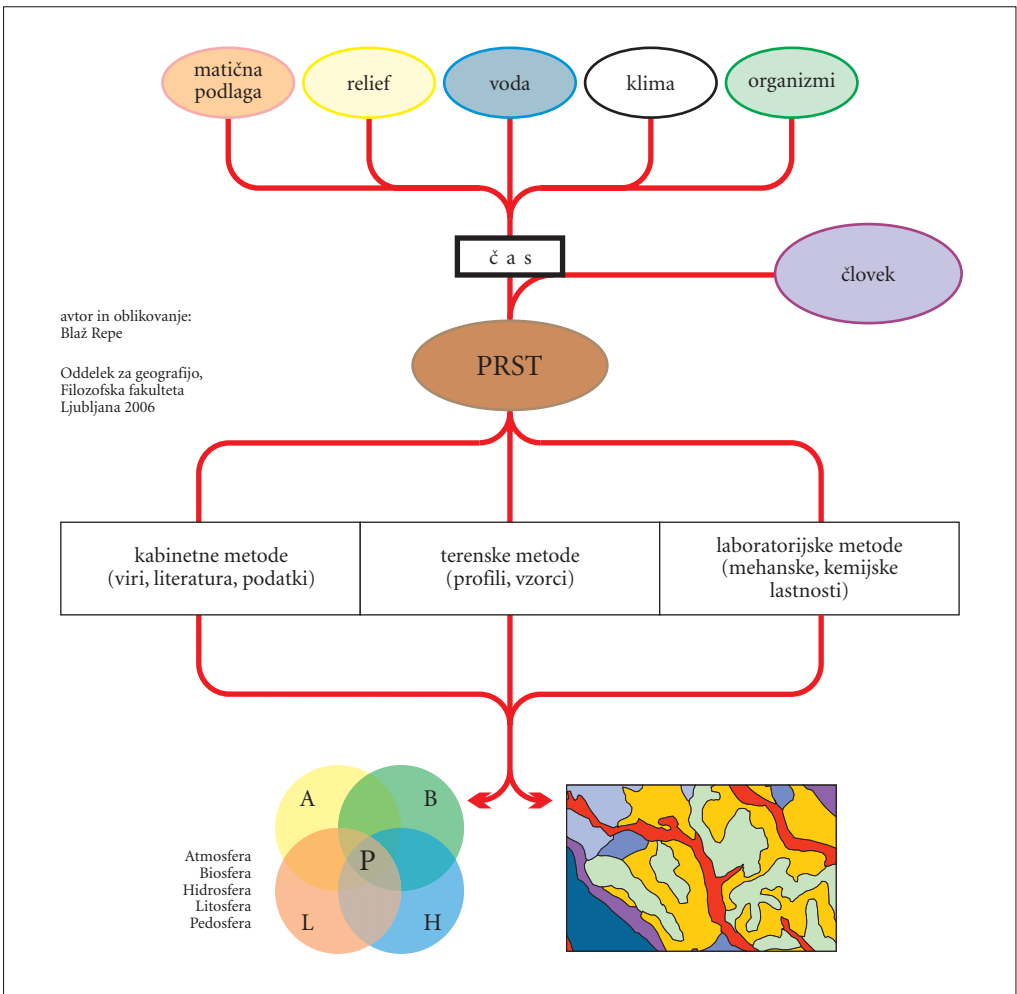 matična
podlaga
relief
voda
klima
organizmi
čas
človek
avtor in oblikovanje:
Blaž Repe
Oddelek za geografijo,
Filozofska fakulteta
Ljubljana 2006
PRST
kabinetne metode
(viri, literatura, podatki)
terenske metode
(profili, vzorci)
laboratorijske metode
(mehanske, kemijske
lastnosti)
A
B
P
L
H
Atmosfera
Biosfera
Hidrosfera
Litosfera
Pedosfera